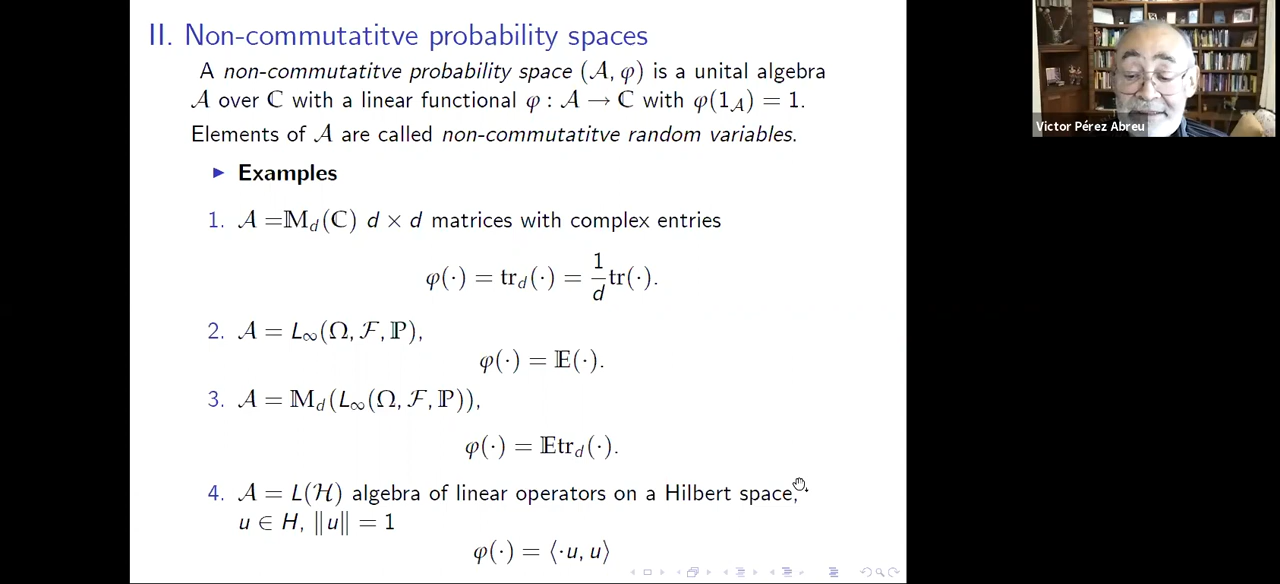 II. Non-commutatitve probability spaces
A non-commutatitve probability space (𝒜, φ) is a unital algebra
𝒜 over ℂ with a linear functional φ : 𝒜 → ℂ with φ(1_𝒜) = 1.
Elements of 𝒜 are called non-commutatitve random variables.
▶ Examples
1. 𝒜 =𝕄_d(ℂ) d × d matrices with complex entries
φ(·) = tr_d(·) = 1/d tr(·).
2. 𝒜 = L_∞(Ω, ℱ, ℙ),
φ(·) = 𝔼(·).
3. 𝒜 = 𝕄_d(L_∞(Ω, ℱ, ℙ)),
φ(·) = 𝔼tr_d(·).
4. 𝒜 = L(ℋ) algebra of linear operators on a Hilbert space,
u ∈ H, ‖u‖ = 1
φ(·) = ⟨·u, u⟩
Victor Pérez Abreu